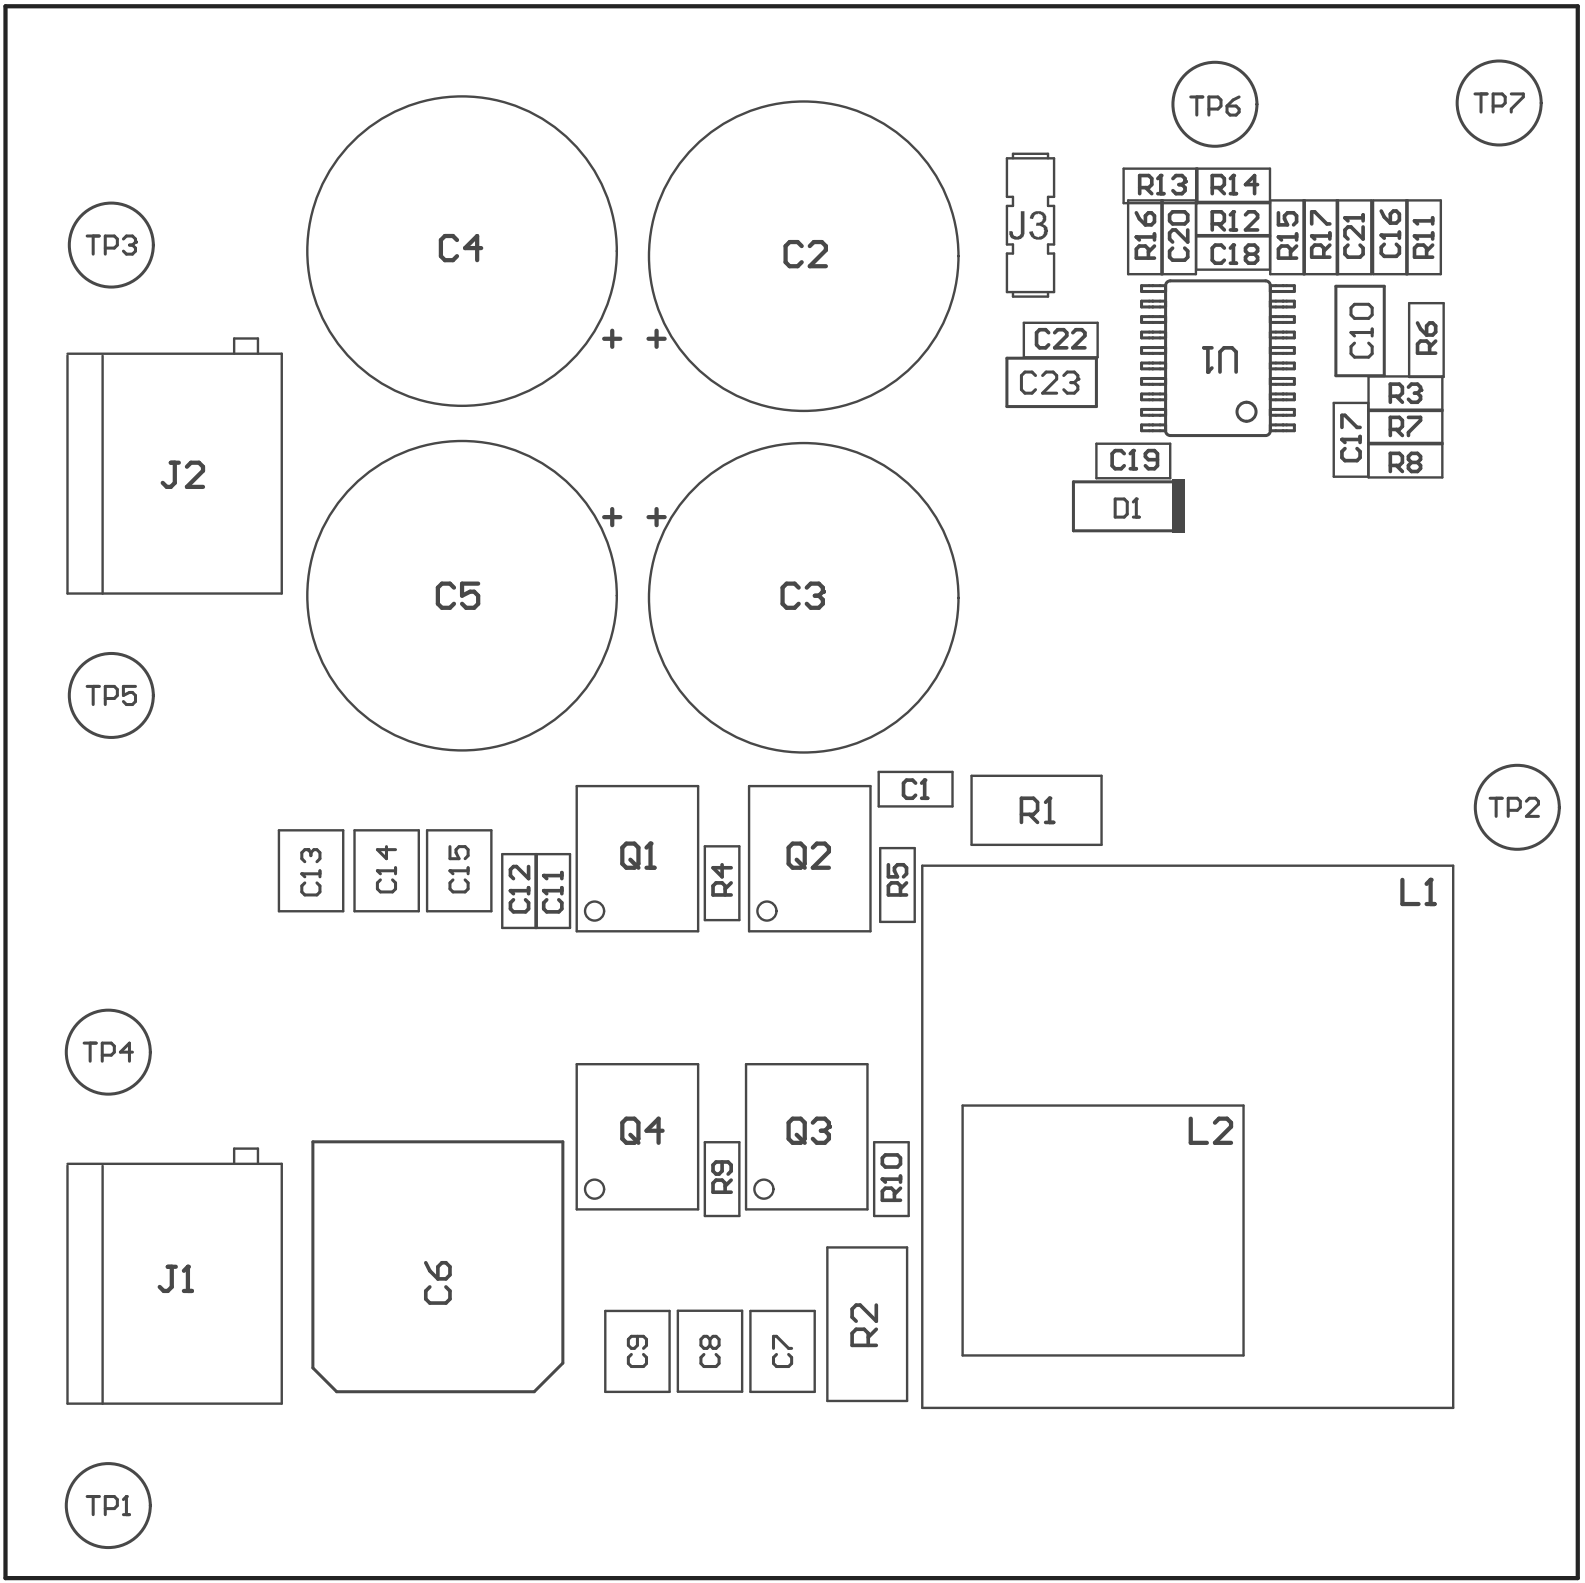 TP6
TP7
R13
R14
TP3
C4
C2
J3
R16
C20
R12
C18
R15
R17
C21
C16
R11
+
+
C22
C23
U1
C10
R6
R3
R7
R8
C17
J2
C19
D1
+
+
C5
C3
TP5
C1
R1
TP2
C13
C14
C15
C12
C11
Q1
R4
Q2
R5
L1
TP4
Q4
R9
Q3
R10
L2
J1
C6
C9
C8
C7
R2
TP1